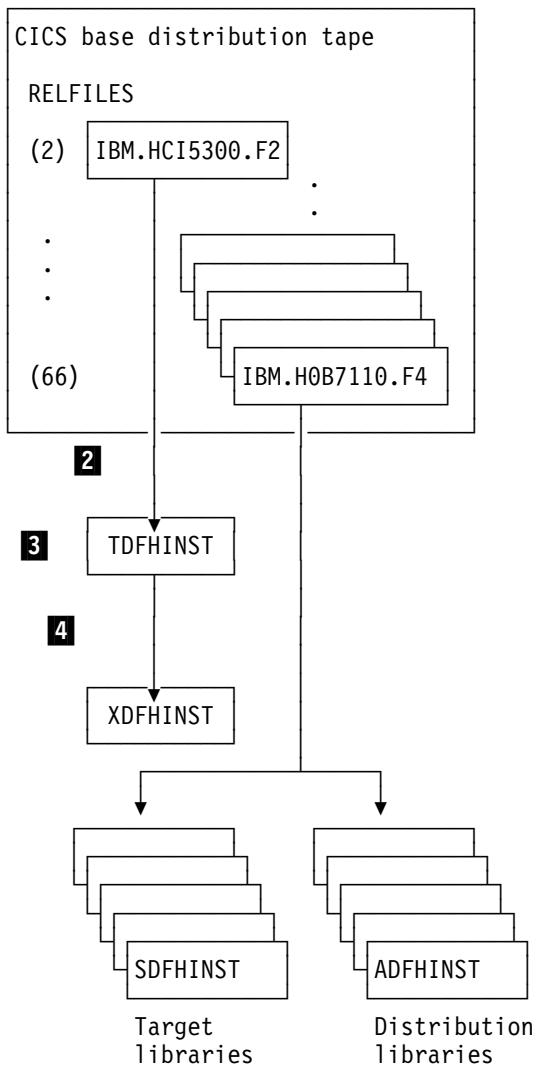 CICS base distribution tape
RELFILES
(2) IBM.HCI5300.F2
(66) IBM.H0B7110.F4
2
3 TDFHINST
4
XDFHINST
SDFHINST ADFHINST
Target Distribution
libraries libraries